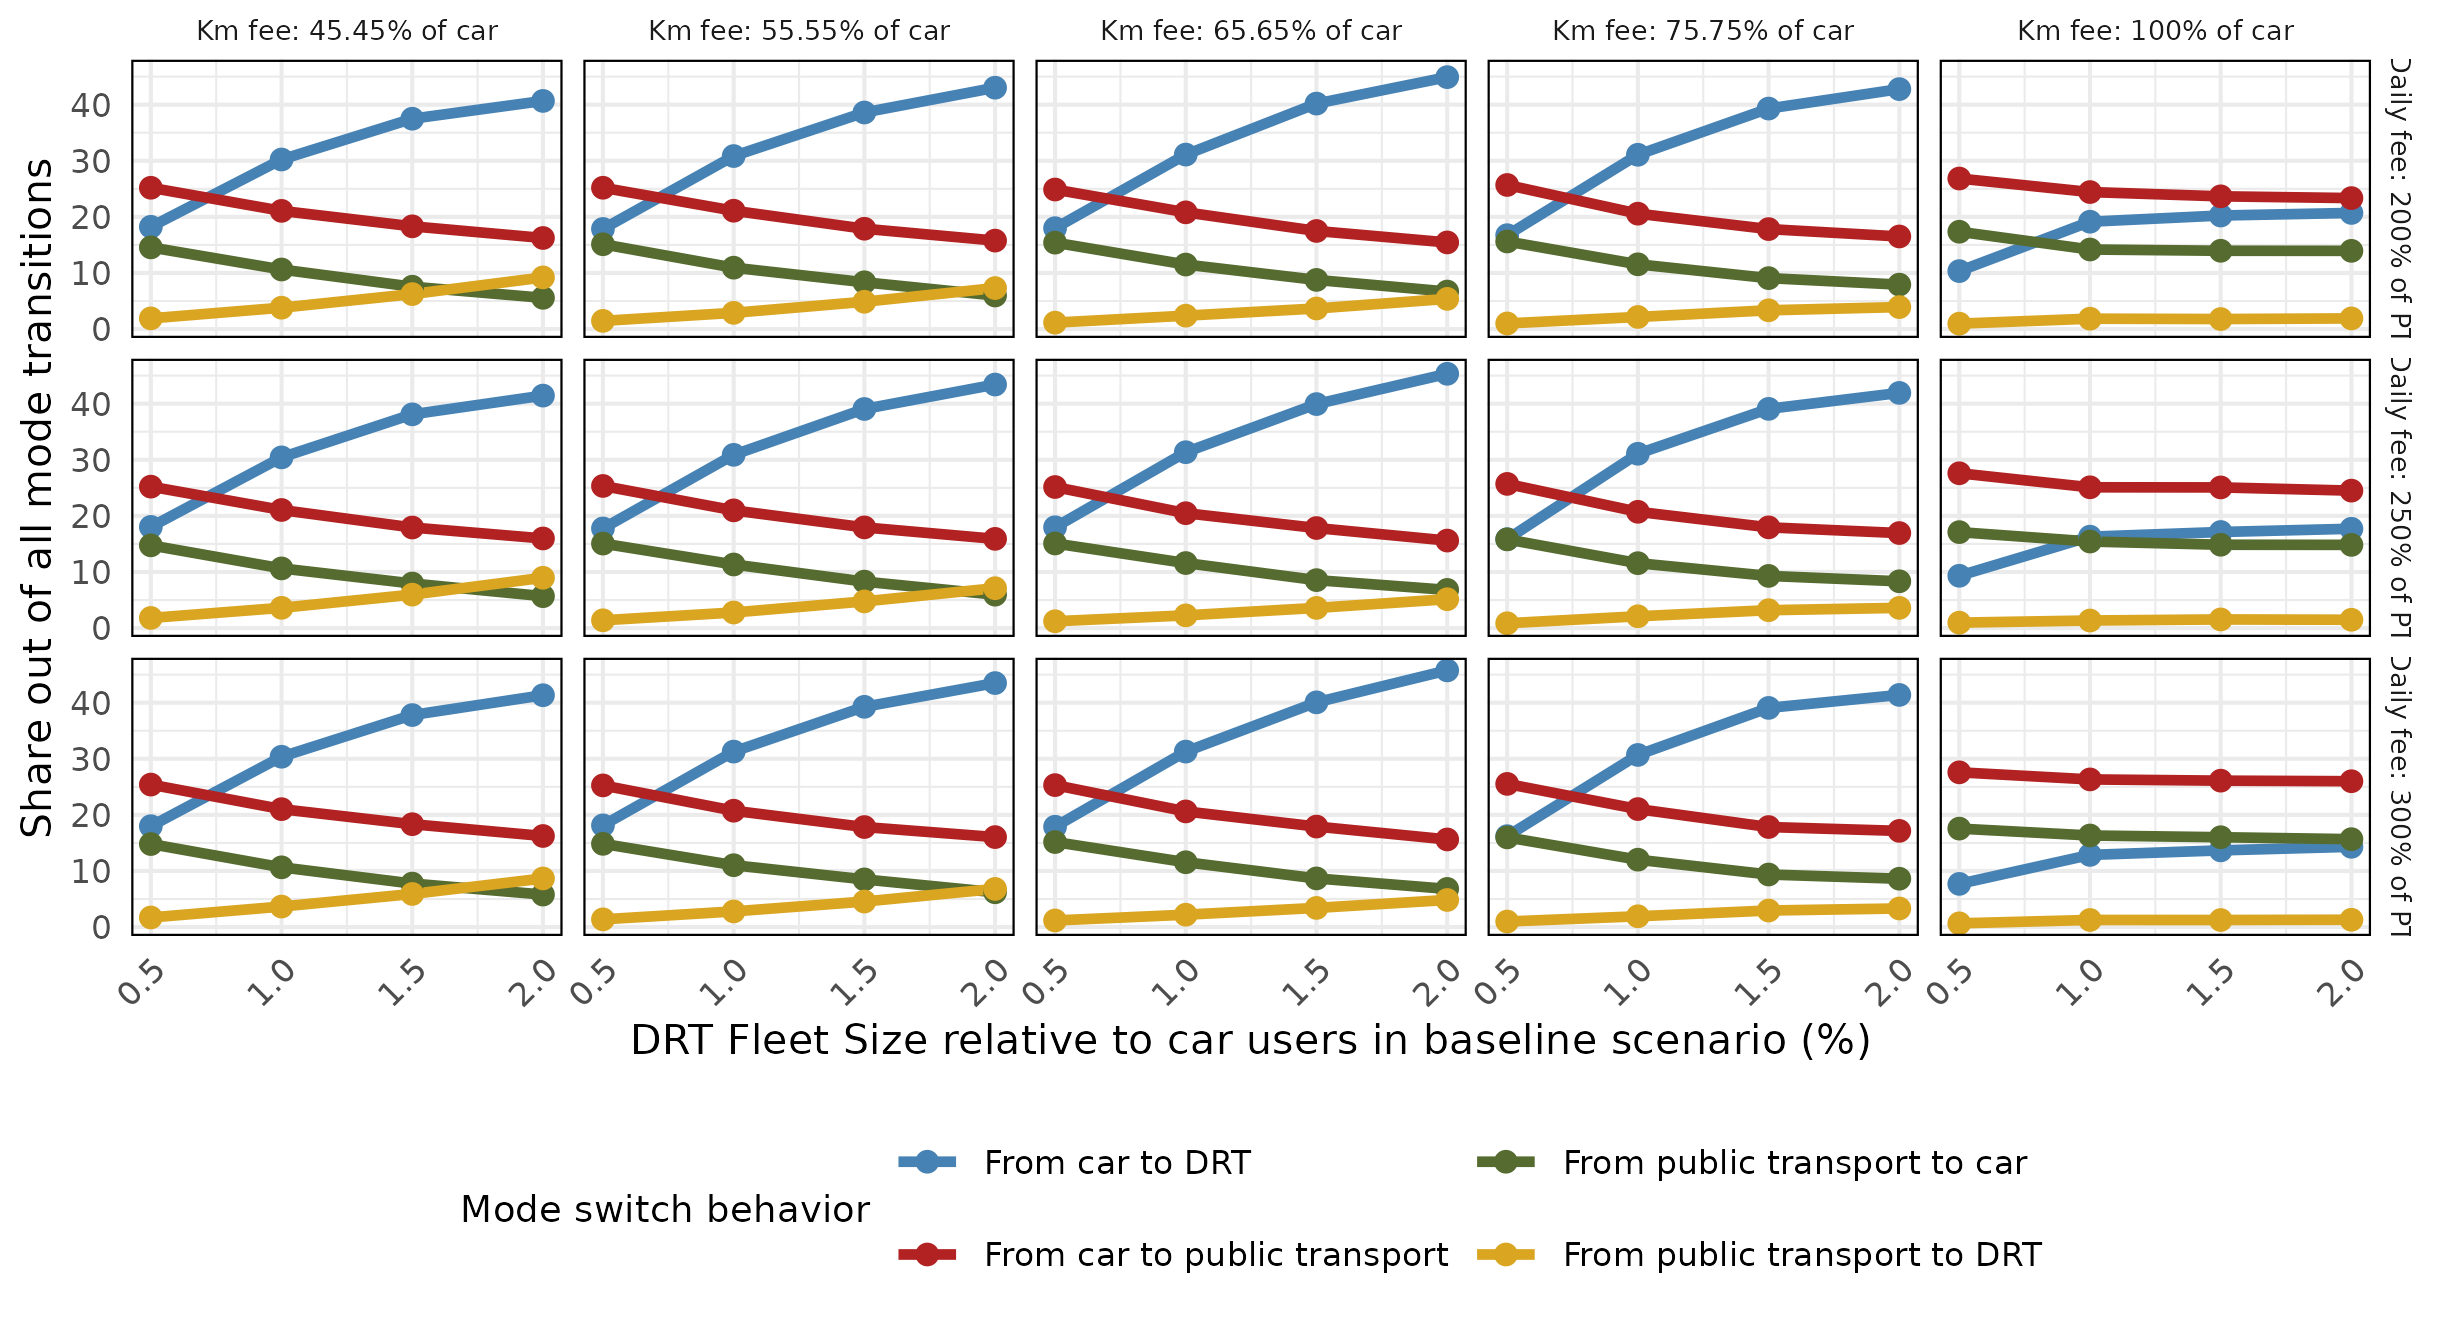 Km fee: 45.45% of car
Km fee: 55.55% of car
Km fee: 65.65% of car
Km fee: 75.75% of car
Km fee: 100% of car
Share out of all mode transitions
40
30
20
10
0
Daily fee: 200% of PT
40
30
20
10
0
Daily fee: 250% of PT
40
30
20
10
0
Daily fee: 300% of PT
0.5 1.0 1.5 2.0
0.5 1.0 1.5 2.0
0.5 1.0 1.5 2.0
0.5 1.0 1.5 2.0
0.5 1.0 1.5 2.0
DRT Fleet Size relative to car users in baseline scenario (%)
Mode switch behavior
From car to DRT
From car to public transport
From public transport to car
From public transport to DRT